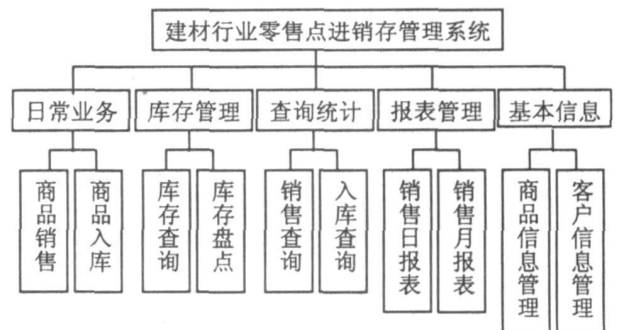 建材行业零售点进销存管理系统
日常业务
库存管理
查询统计
报表管理
基本信息
商品销售
商品入库
库存查询
库存盘点
销售查询
入库查询
销售日报表
销售月报表
商品信息管理
客户信息管理